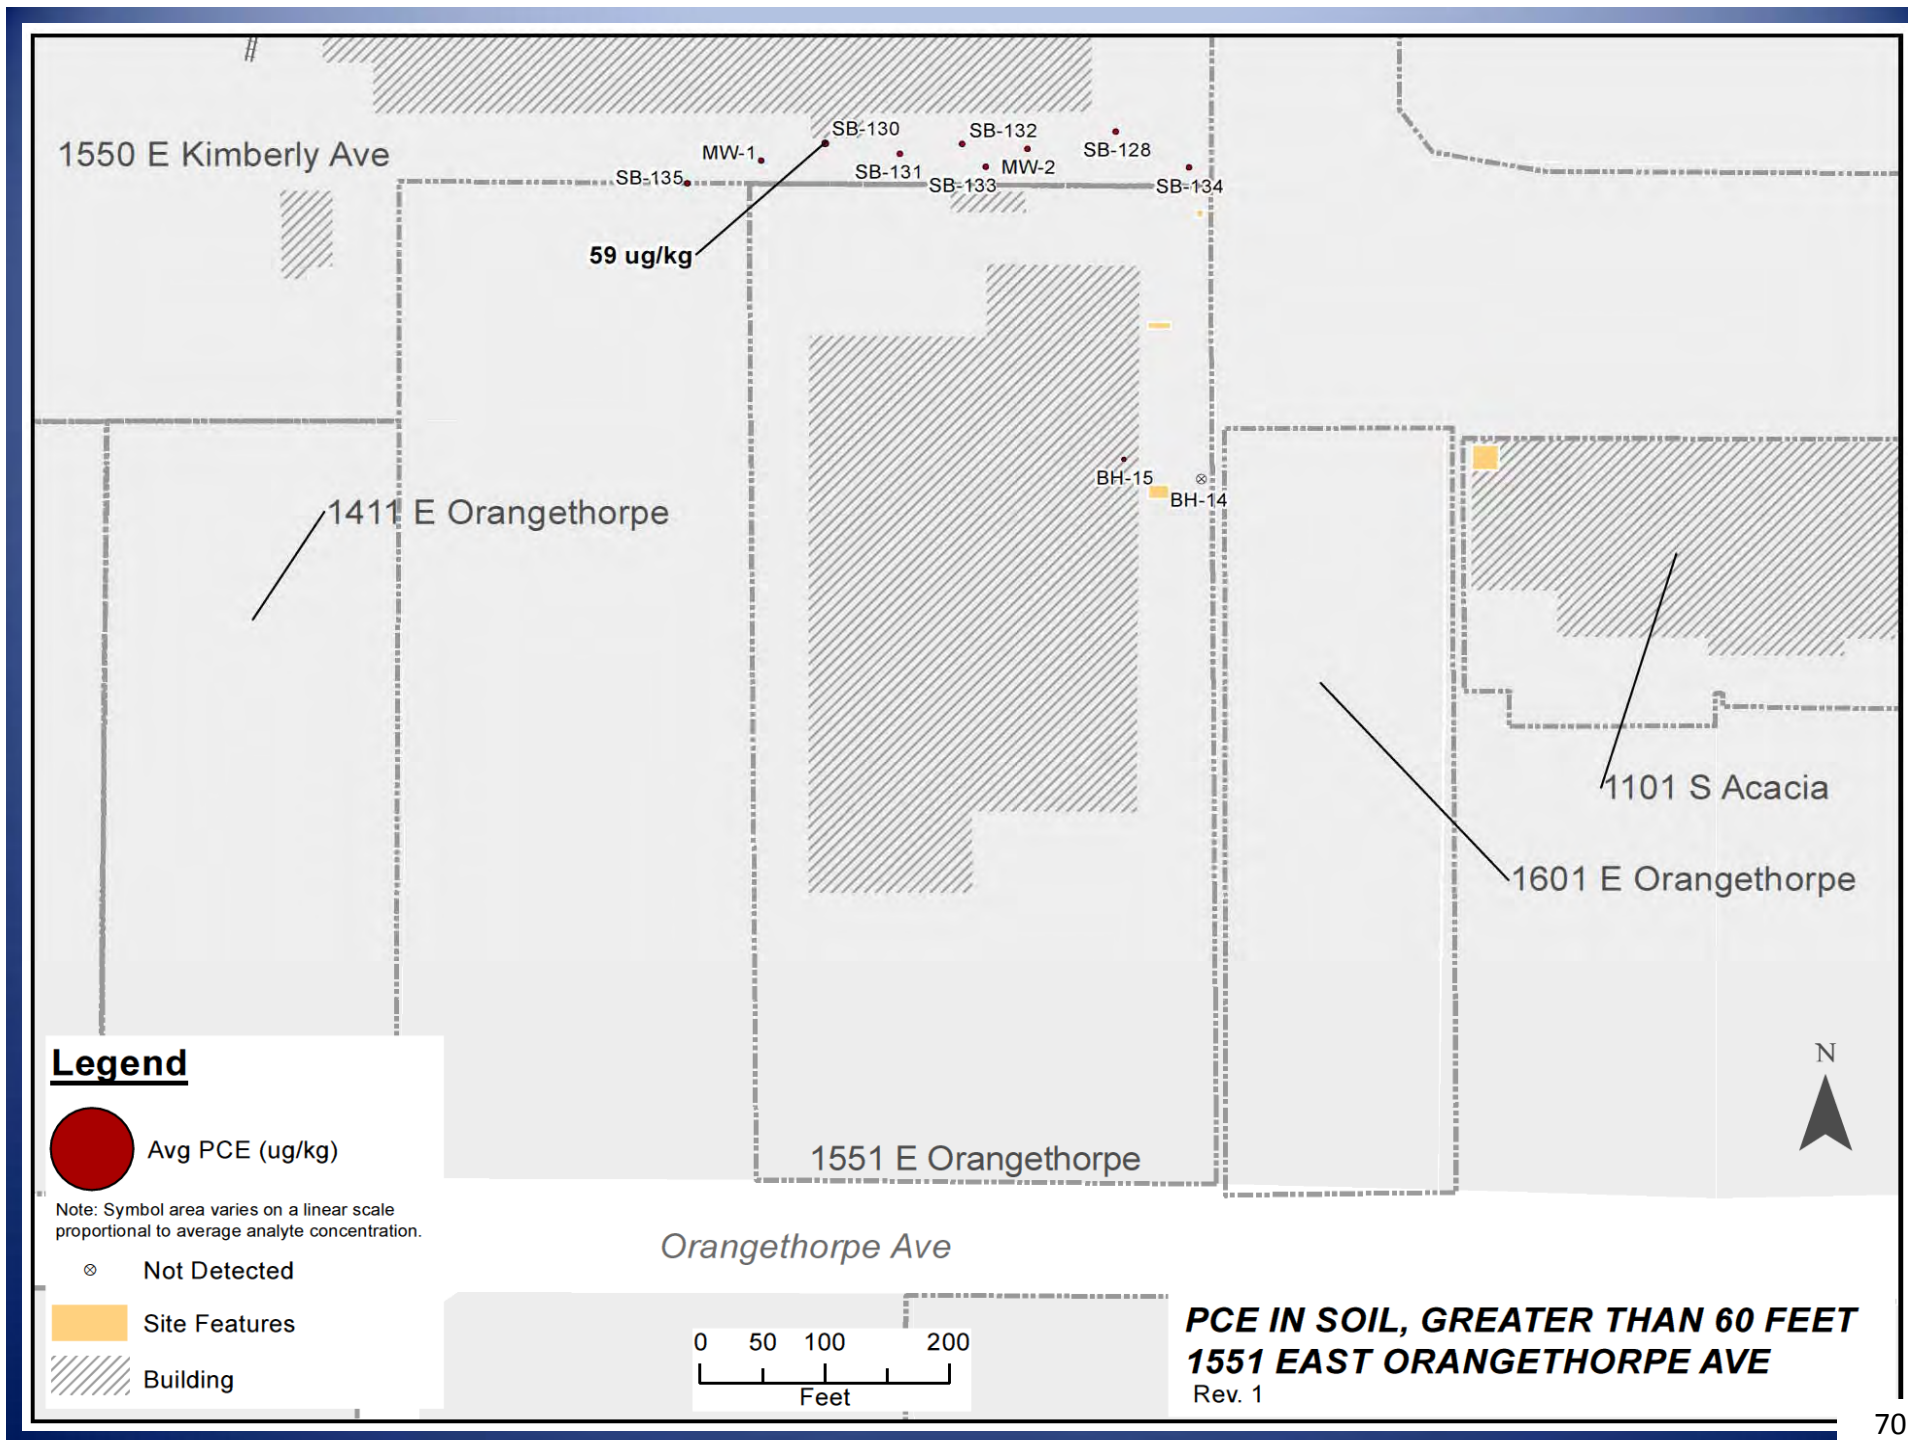 1550 E Kimberly Ave
SB-130
SB-132
SB-128
MW-1
SB-131
MW-2
SB-135
SB-133
SB-134
59 ug/kg
BH-15
BH-14
1411 E Orangethorpe
1101 S Acacia
1601 E Orangethorpe
N
1551 E Orangethorpe
Orangethorpe Ave
Legend
Avg PCE (ug/kg)
Note: Symbol area varies on a linear scale
proportional to average analyte concentration.
Not Detected
Site Features
Building
0 50 100 200
Feet
PCE IN SOIL, GREATER THAN 60 FEET
1551 EAST ORANGETHORPE AVE
Rev. 1
70